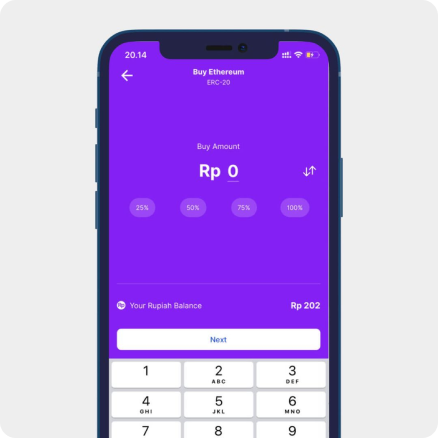 20.14
Buy Ethereum
ERC-20
Buy Amount
Rp 0
25% 50% 75% 100%
Rp Your Rupiah Balance Rp 202
Next
1 2 3
ABC DEF
4 5 6
GHI JKL MNO
7 8 9